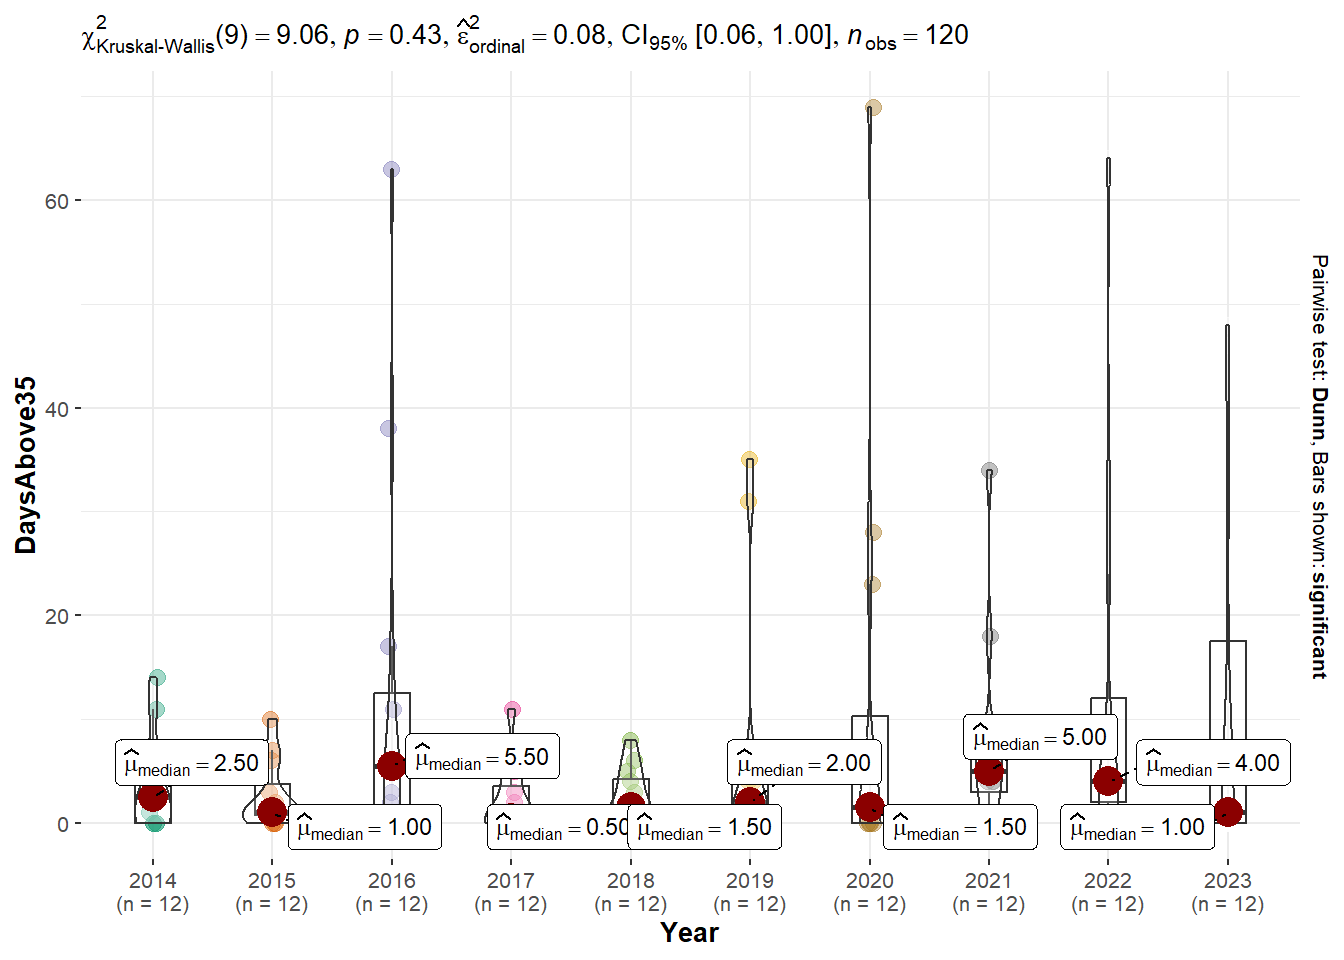 χ²Kruskal-Wallis(9) = 9.06, p = 0.43, ε̂²ordinal = 0.08, CI95% [0.06, 1.00], nobs = 120
DaysAbove35
60
40
20
0
μ̂median = 2.50
μ̂median = 1.00
μ̂median = 5.50
μ̂median = 0.50
μ̂median = 1.50
μ̂median = 2.00
μ̂median = 1.50
μ̂median = 5.00
μ̂median = 4.00
μ̂median = 1.00
Pairwise test: Dunn, Bars shown: significant
2014 2015 2016 2017 2018 2019 2020 2021 2022 2023
(n = 12) (n = 12) (n = 12) (n = 12) (n = 12) (n = 12) (n = 12) (n = 12) (n = 12) (n = 12)
Year